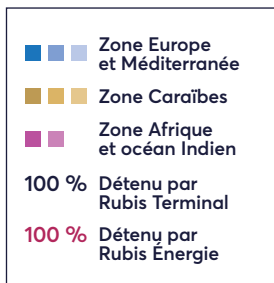 Zone Europe
et Méditerranée
Zone Caraïbes
Zone Afrique
et océan Indien
100 % Détenu par
Rubis Terminal
100 % Détenu par
Rubis Énergie